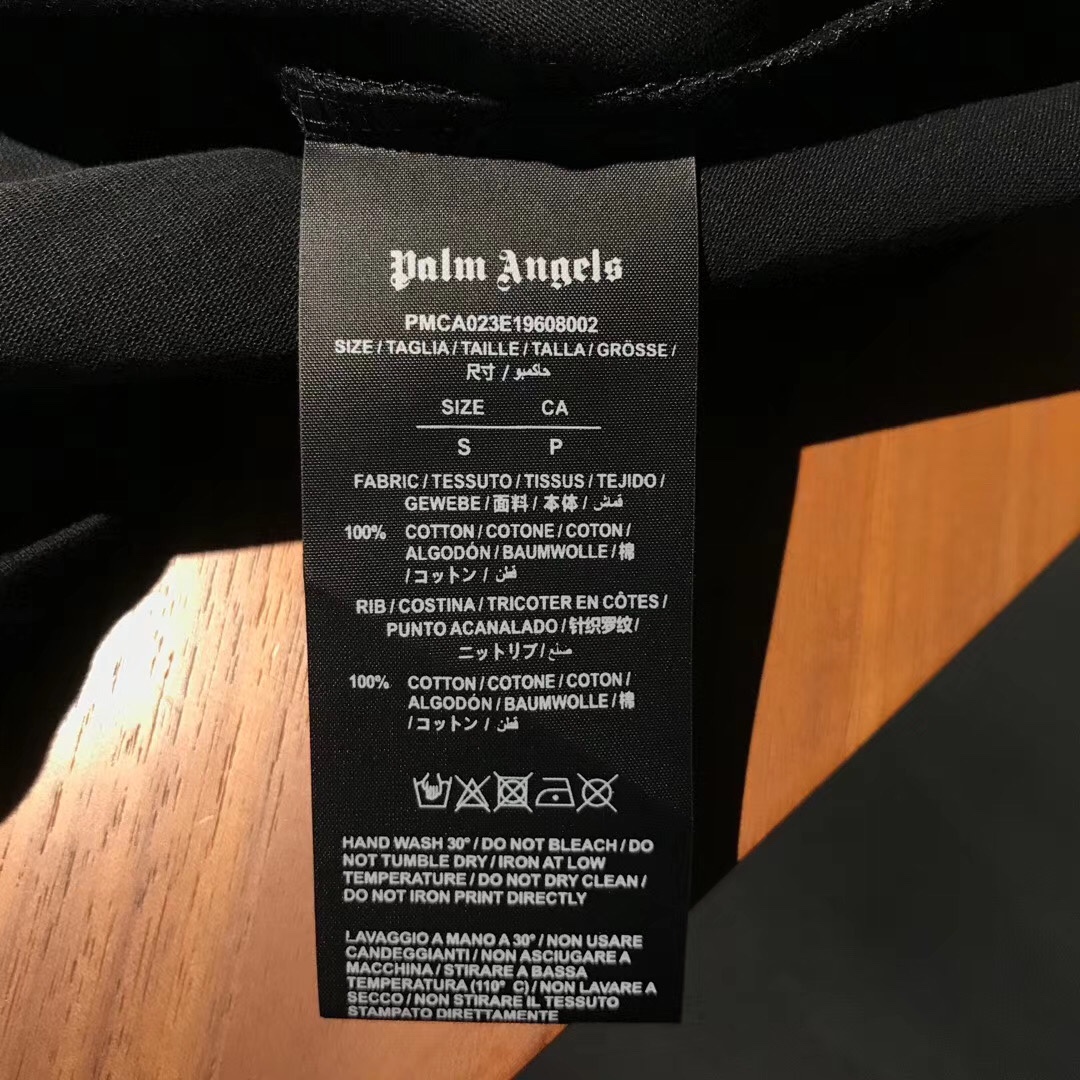 Palm Angels
PMCA023E19608002
SIZE / TAGLIA / TAILLE / TALLA / GRÖSSE /
尺寸 / حاكمبو
SIZE CA
S P
FABRIC / TESSUTO / TISSUS / TEJIDO /
GEWEBE / 面料 / 本体 / قماش
100% COTTON / COTONE / COTON /
ALGODÓN / BAUMWOLLE / 棉
/ コットン / قطن
RIB / COSTINA / TRICOTER EN CÔTES /
PUNTO ACANALADO / 针织罗纹 /
ニットリブ / صلع
100% COTTON / COTONE / COTON /
ALGODÓN / BAUMWOLLE / 棉
/ コットン / قطن
HAND WASH 30° / DO NOT BLEACH / DO
NOT TUMBLE DRY / IRON AT LOW
TEMPERATURE / DO NOT DRY CLEAN /
DO NOT IRON PRINT DIRECTLY
LAVAGGIO A MANO A 30° / NON USARE
CANDEGGIANTI / NON ASCIUGARE A
MACCHINA / STIRARE A BASSA
TEMPERATURA (110° C) / NON LAVARE A
SECCO / NON STIRARE IL TESSUTO
STAMPATO DIRETTAMENTE